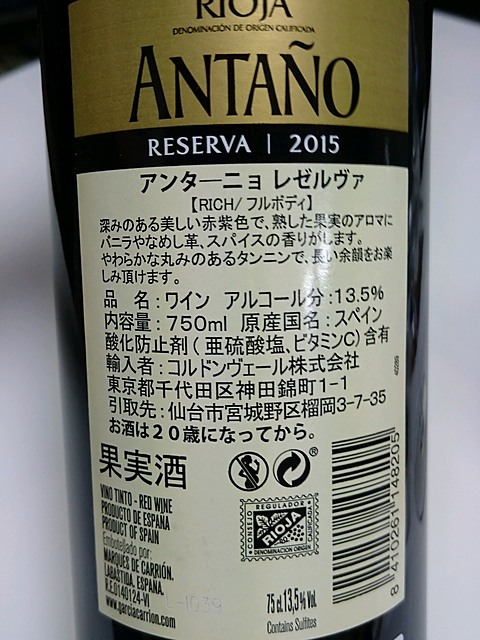 RIOJA
DENOMINACIÓN DE ORIGEN CALIFICADA
ANTAÑO
RESERVA | 2015
アンターニョ レゼルヴァ
【RICH/フルボディ】
深みのある美しい赤紫色で、熟した果実のアロマに
バニラやなめし革、スパイスの香りがします。
やわらかな丸みのあるタンニンで、長い余韻をお楽
しみ頂けます。
品 名:ワイン アルコール分:13.5%
内容量:750ml 原産国名:スペイン
酸化防止剤(亜硫酸塩、ビタミンC)含有
輸入者:コルドンヴェール株式会社
東京都千代田区神田錦町1-1
引取先:仙台市宮城野区榴岡3-7-35
お酒は20歳になってから。
果実酒
®
VINO TINTO - RED WINE
PRODUCTO DE ESPAÑA
PRODUCT OF SPAIN
Embotellado por:
MARQUÉS DE CARRIÓN.
LABASTIDA. ESPAÑA.
R.E.0140124-VI
www.garciacarrion.com
L-1039
CONSEJO REGULADOR CALIFICADA
RIOJA
DENOMINACION ORIGEN
75 cl. 13,5% Vol.
Contains Sulfites
8 410261 148205